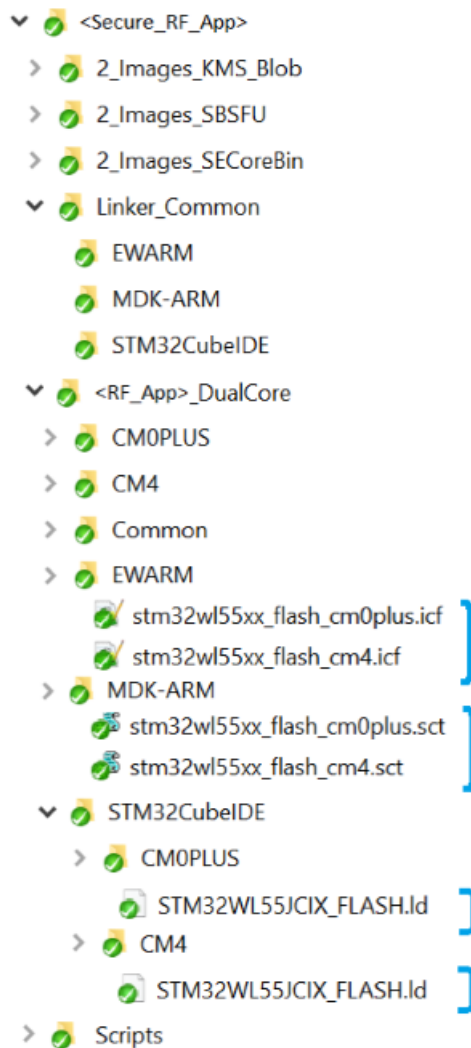 <Secure_RF_App>
2_Images_KMS_Blob
2_Images_SBSFU
2_Images_SECoreBin
Linker_Common
EWARM
MDK-ARM
STM32CubeIDE
<RF_App>_DualCore
CM0PLUS
CM4
Common
EWARM
stm32wl55xx_flash_cm0plus.icf
stm32wl55xx_flash_cm4.icf
MDK-ARM
stm32wl55xx_flash_cm0plus.sct
stm32wl55xx_flash_cm4.sct
STM32CubeIDE
CM0PLUS
STM32WL55JCIX_FLASH.ld
CM4
STM32WL55JCIX_FLASH.ld
Scripts